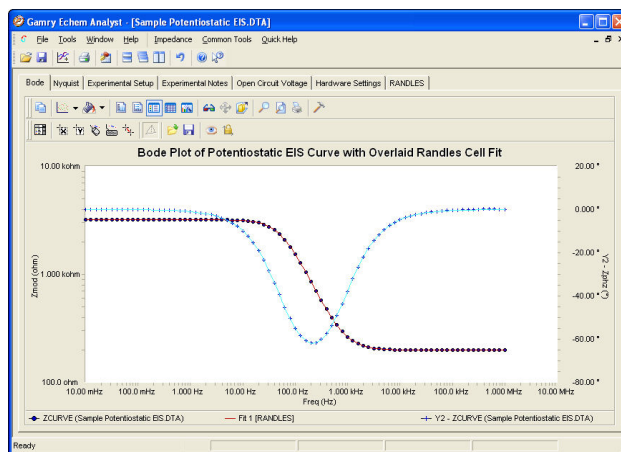 Gamry Echem Analyst - [Sample Potentiostatic EIS.DTA]
File Tools Window Help Impedance Common Tools Quick Help
Bode Nyquist Experimental Setup Experimental Notes Open Circuit Voltage Hardware Settings RANDLES
Bode Plot of Potentiostatic EIS Curve with Overlaid Randles Cell Fit
10.00 kohm
1.000 kohm
100.0 ohm
Zmod (ohm)
20.00 °
0.000 °
-20.00 °
-40.00 °
-60.00 °
-80.00 °
Y2 - Zphz (°)
10.00 mHz 100.0 mHz 1.000 Hz 10.00 Hz 100.0 Hz 1.000 kHz 10.00 kHz 100.0 kHz 1.000 MHz 10.00 MHz
Freq (Hz)
ZCURVE (Sample Potentiostatic EIS.DTA) Fit 1 [RANDLES] Y2 - ZCURVE (Sample Potentiostatic EIS.DTA)
Ready